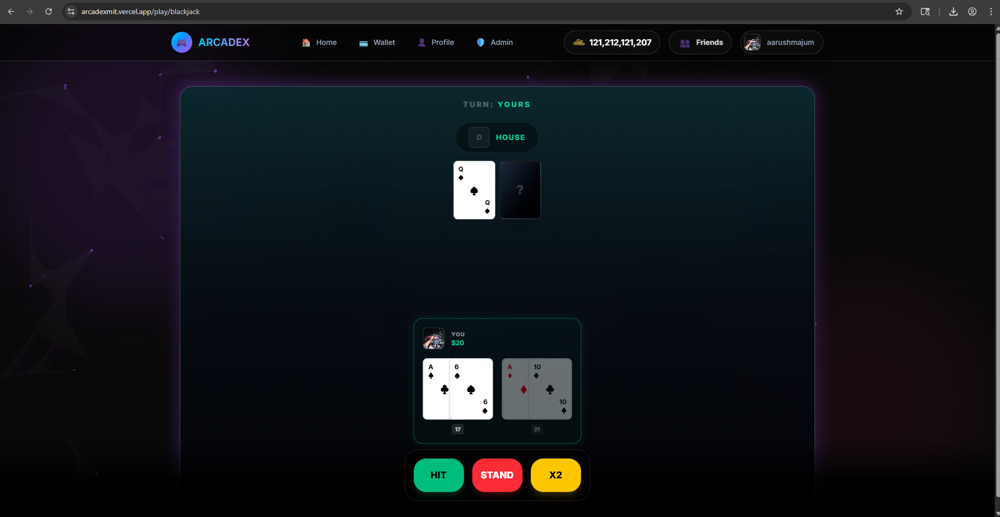 arcadexmit.vercel.app/play/blackjack
ARCADEX
Home
Wallet
Profile
Admin
121,212,121,207
Friends
aarushmajum
TURN: YOURS
D
HOUSE
Q
Q
?
YOU
$20
A
6
6
17
A
10
10
21
HIT
STAND
X2